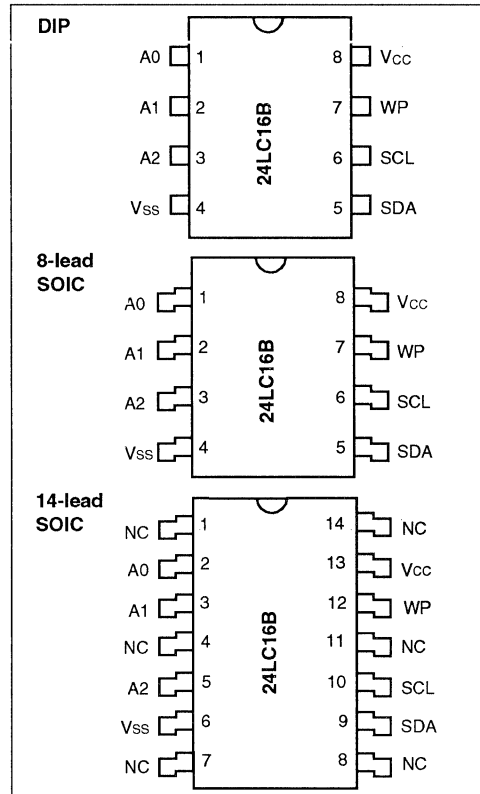 DIP
A0 1 8 VCC
A1 2 7 WP
A2 3 6 SCL
VSS 4 5 SDA
24LC16B
8-lead
SOIC
A0 1 8 VCC
A1 2 7 WP
A2 3 6 SCL
VSS 4 5 SDA
24LC16B
14-lead
SOIC
NC 1 14 NC
A0 2 13 VCC
A1 3 12 WP
NC 4 11 NC
A2 5 10 SCL
VSS 6 9 SDA
NC 7 8 NC
24LC16B